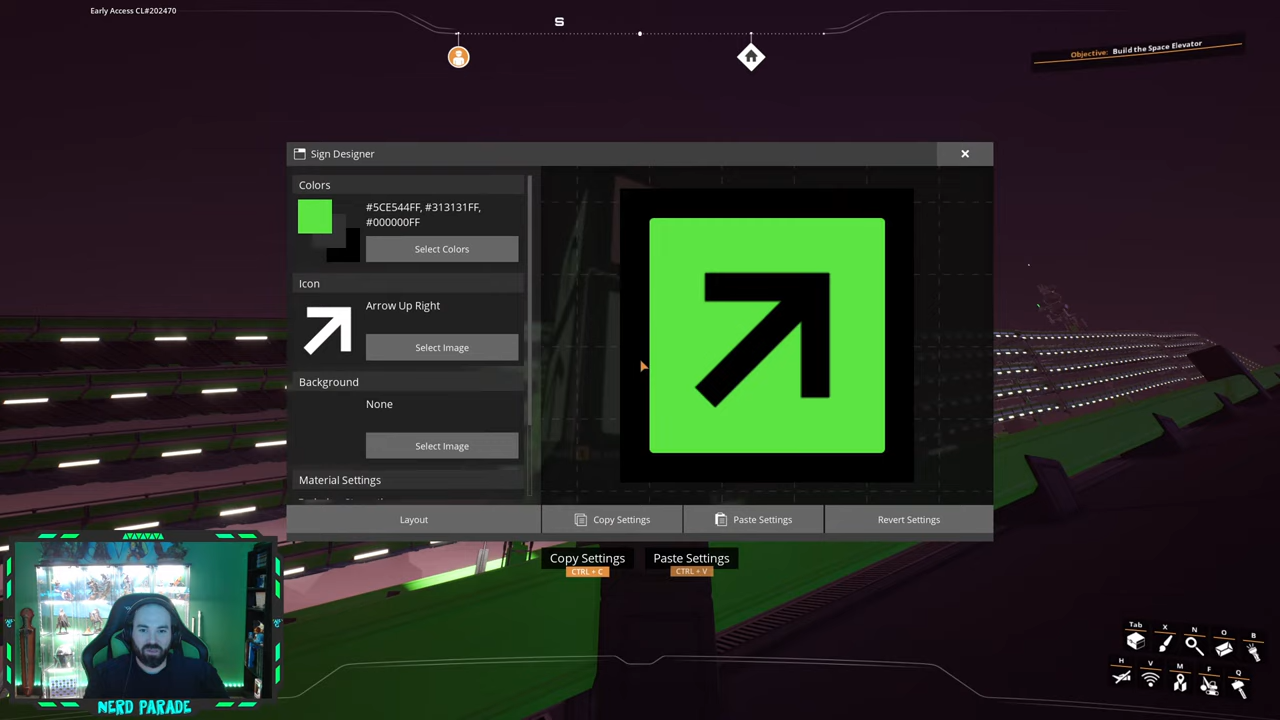 Early Access CL#202470
S
Objective: Build the Space Elevator
Sign Designer
Colors
#5CE544FF, #313131FF,
#000000FF
Select Colors
Icon
Arrow Up Right
Select Image
Background
None
Select Image
Material Settings
Layout
Copy Settings
Paste Settings
Revert Settings
Copy Settings
CTRL + C
Paste Settings
CTRL + V
Tab X N O B
H V M F Q
NERD PARADE